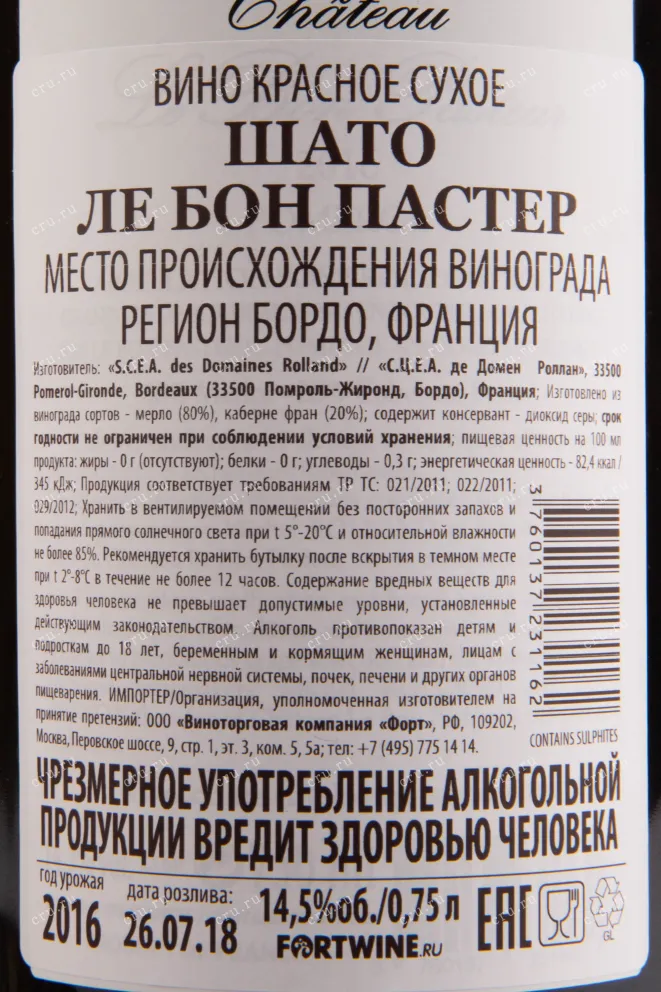 Château
ВИНО КРАСНОЕ СУХОЕ
ШАТО
ЛЕ БОН ПАСТЕР
МЕСТО ПРОИСХОЖДЕНИЯ ВИНОГРАДА
РЕГИОН БОРДО, ФРАНЦИЯ
Изготовитель: «S.C.E.A. des Domaines Rolland» // «С.Ц.Е.А. де Домен Роллан», 33500
Pomerol-Gironde, Bordeaux (33500 Помроль-Жиронд, Бордо), Франция; Изготовлено из
винограда сортов - мерло (80%), каберне фран (20%); содержит консервант - диоксид серы; срок
годности не ограничен при соблюдении условий хранения; пищевая ценность на 100 мл
продукта: жиры - 0 г (отсутствуют); белки - 0 г; углеводы - 0,3 г; энергетическая ценность - 82,4 ккал /
345 кДж; Продукция соответствует требованиям ТР ТС: 021/2011; 022/2011;
029/2012; Хранить в вентилируемом помещении без посторонних запахов и
попадания прямого солнечного света при t 5°-20°С и относительной влажности
не более 85%. Рекомендуется хранить бутылку после вскрытия в темном месте
при t 2°-8°С в течение не более 12 часов. Содержание вредных веществ для
здоровья человека не превышает допустимые уровни, установленные
действующим законодательством. Алкоголь противопоказан детям и
подросткам до 18 лет, беременным и кормящим женщинам, лицам с
заболеваниями центральной нервной системы, почек, печени и других органов
пищеварения. ИМПОРТЕР/Организация, уполномоченная изготовителем на
принятие претензий: ООО «Виноторговая компания «Форт», РФ, 109202,
Москва, Перовское шоссе, 9, стр. 1, эт. 3, ком. 5, 5а; тел: +7 (495) 775 14 14.
3 760137 231162
CONTAINS SULPHITES
ЧРЕЗМЕРНОЕ УПОТРЕБЛЕНИЕ АЛКОГОЛЬНОЙ
ПРОДУКЦИИ ВРЕДИТ ЗДОРОВЬЮ ЧЕЛОВЕКА
год урожая
2016
дата розлива:
26.07.18
14,5%об./0,75 л
FORTWINE.RU
ЕАС
GL
cru.ru